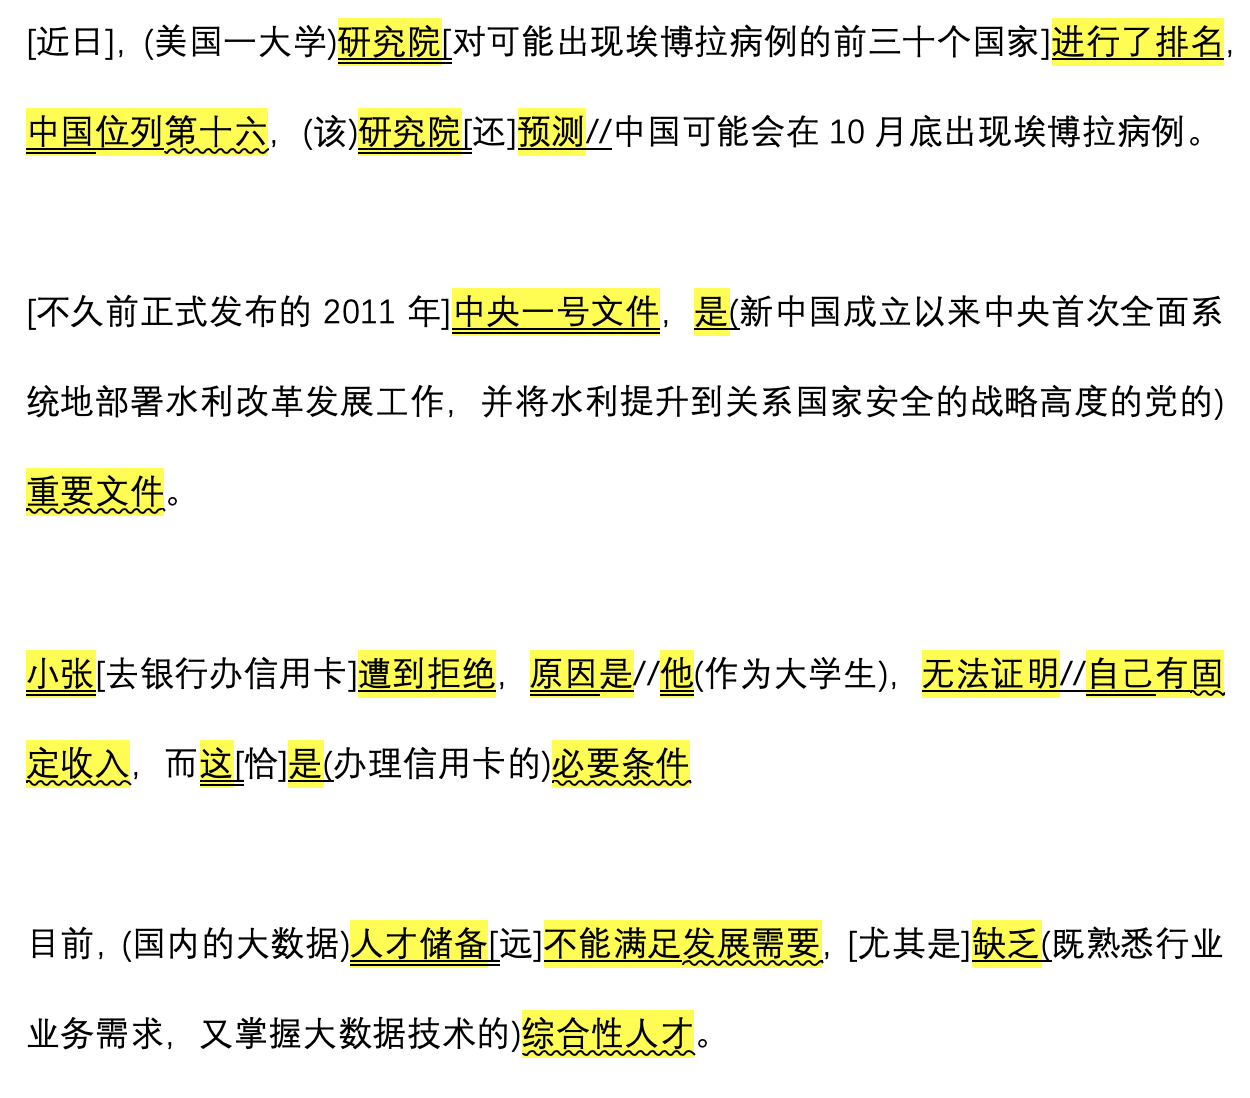 [近日], (美国一大学)研究院[对可能出现埃博拉病例的前三十个国家]进行了排名,
中国位列第十六, (该)研究院[还]预测//中国可能会在 10 月底出现埃博拉病例。
[不久前正式发布的 2011 年]中央一号文件, 是(新中国成立以来中央首次全面系
统地部署水利改革发展工作, 并将水利提升到关系国家安全的战略高度的党的)
重要文件。
小张[去银行办信用卡]遭到拒绝, 原因是//他(作为大学生), 无法证明//自己有固
定收入, 而这[恰]是(办理信用卡的)必要条件
目前, (国内的大数据)人才储备[远]不能满足发展需要, [尤其是]缺乏(既熟悉行业
业务需求, 又掌握大数据技术的)综合性人才。